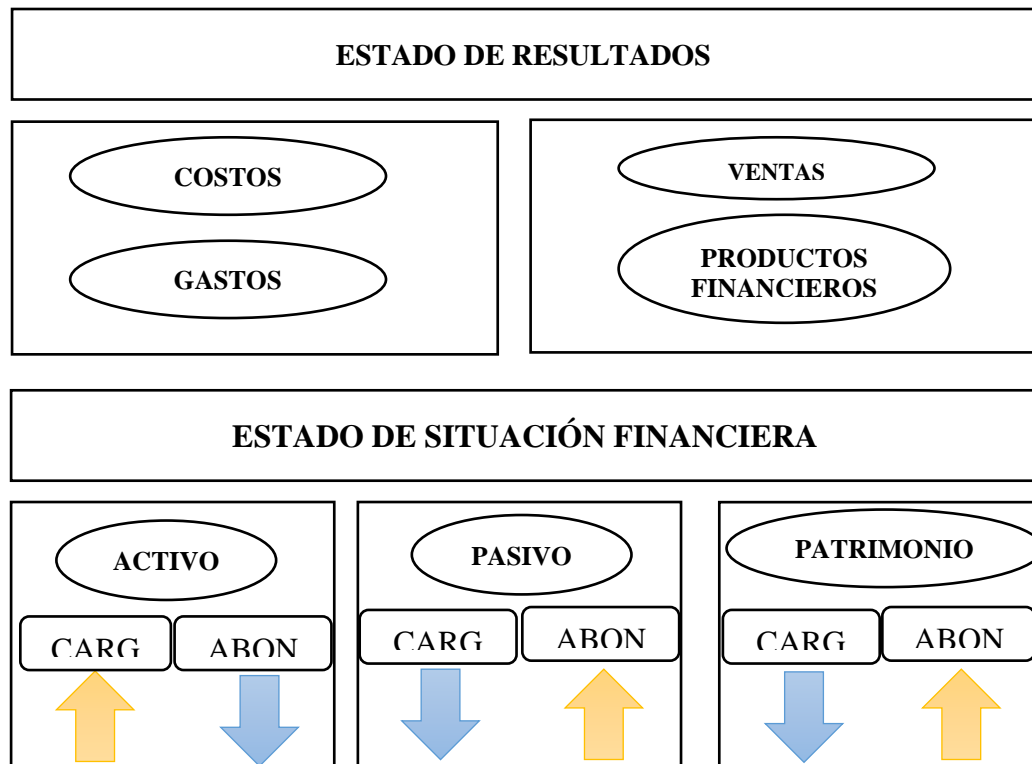 ESTADO DE RESULTADOS
COSTOS
GASTOS
VENTAS
PRODUCTOS
FINANCIEROS
ESTADO DE SITUACIÓN FINANCIERA
ACTIVO
CARG
ABON
PASIVO
CARG
ABON
PATRIMONIO
CARG
ABON